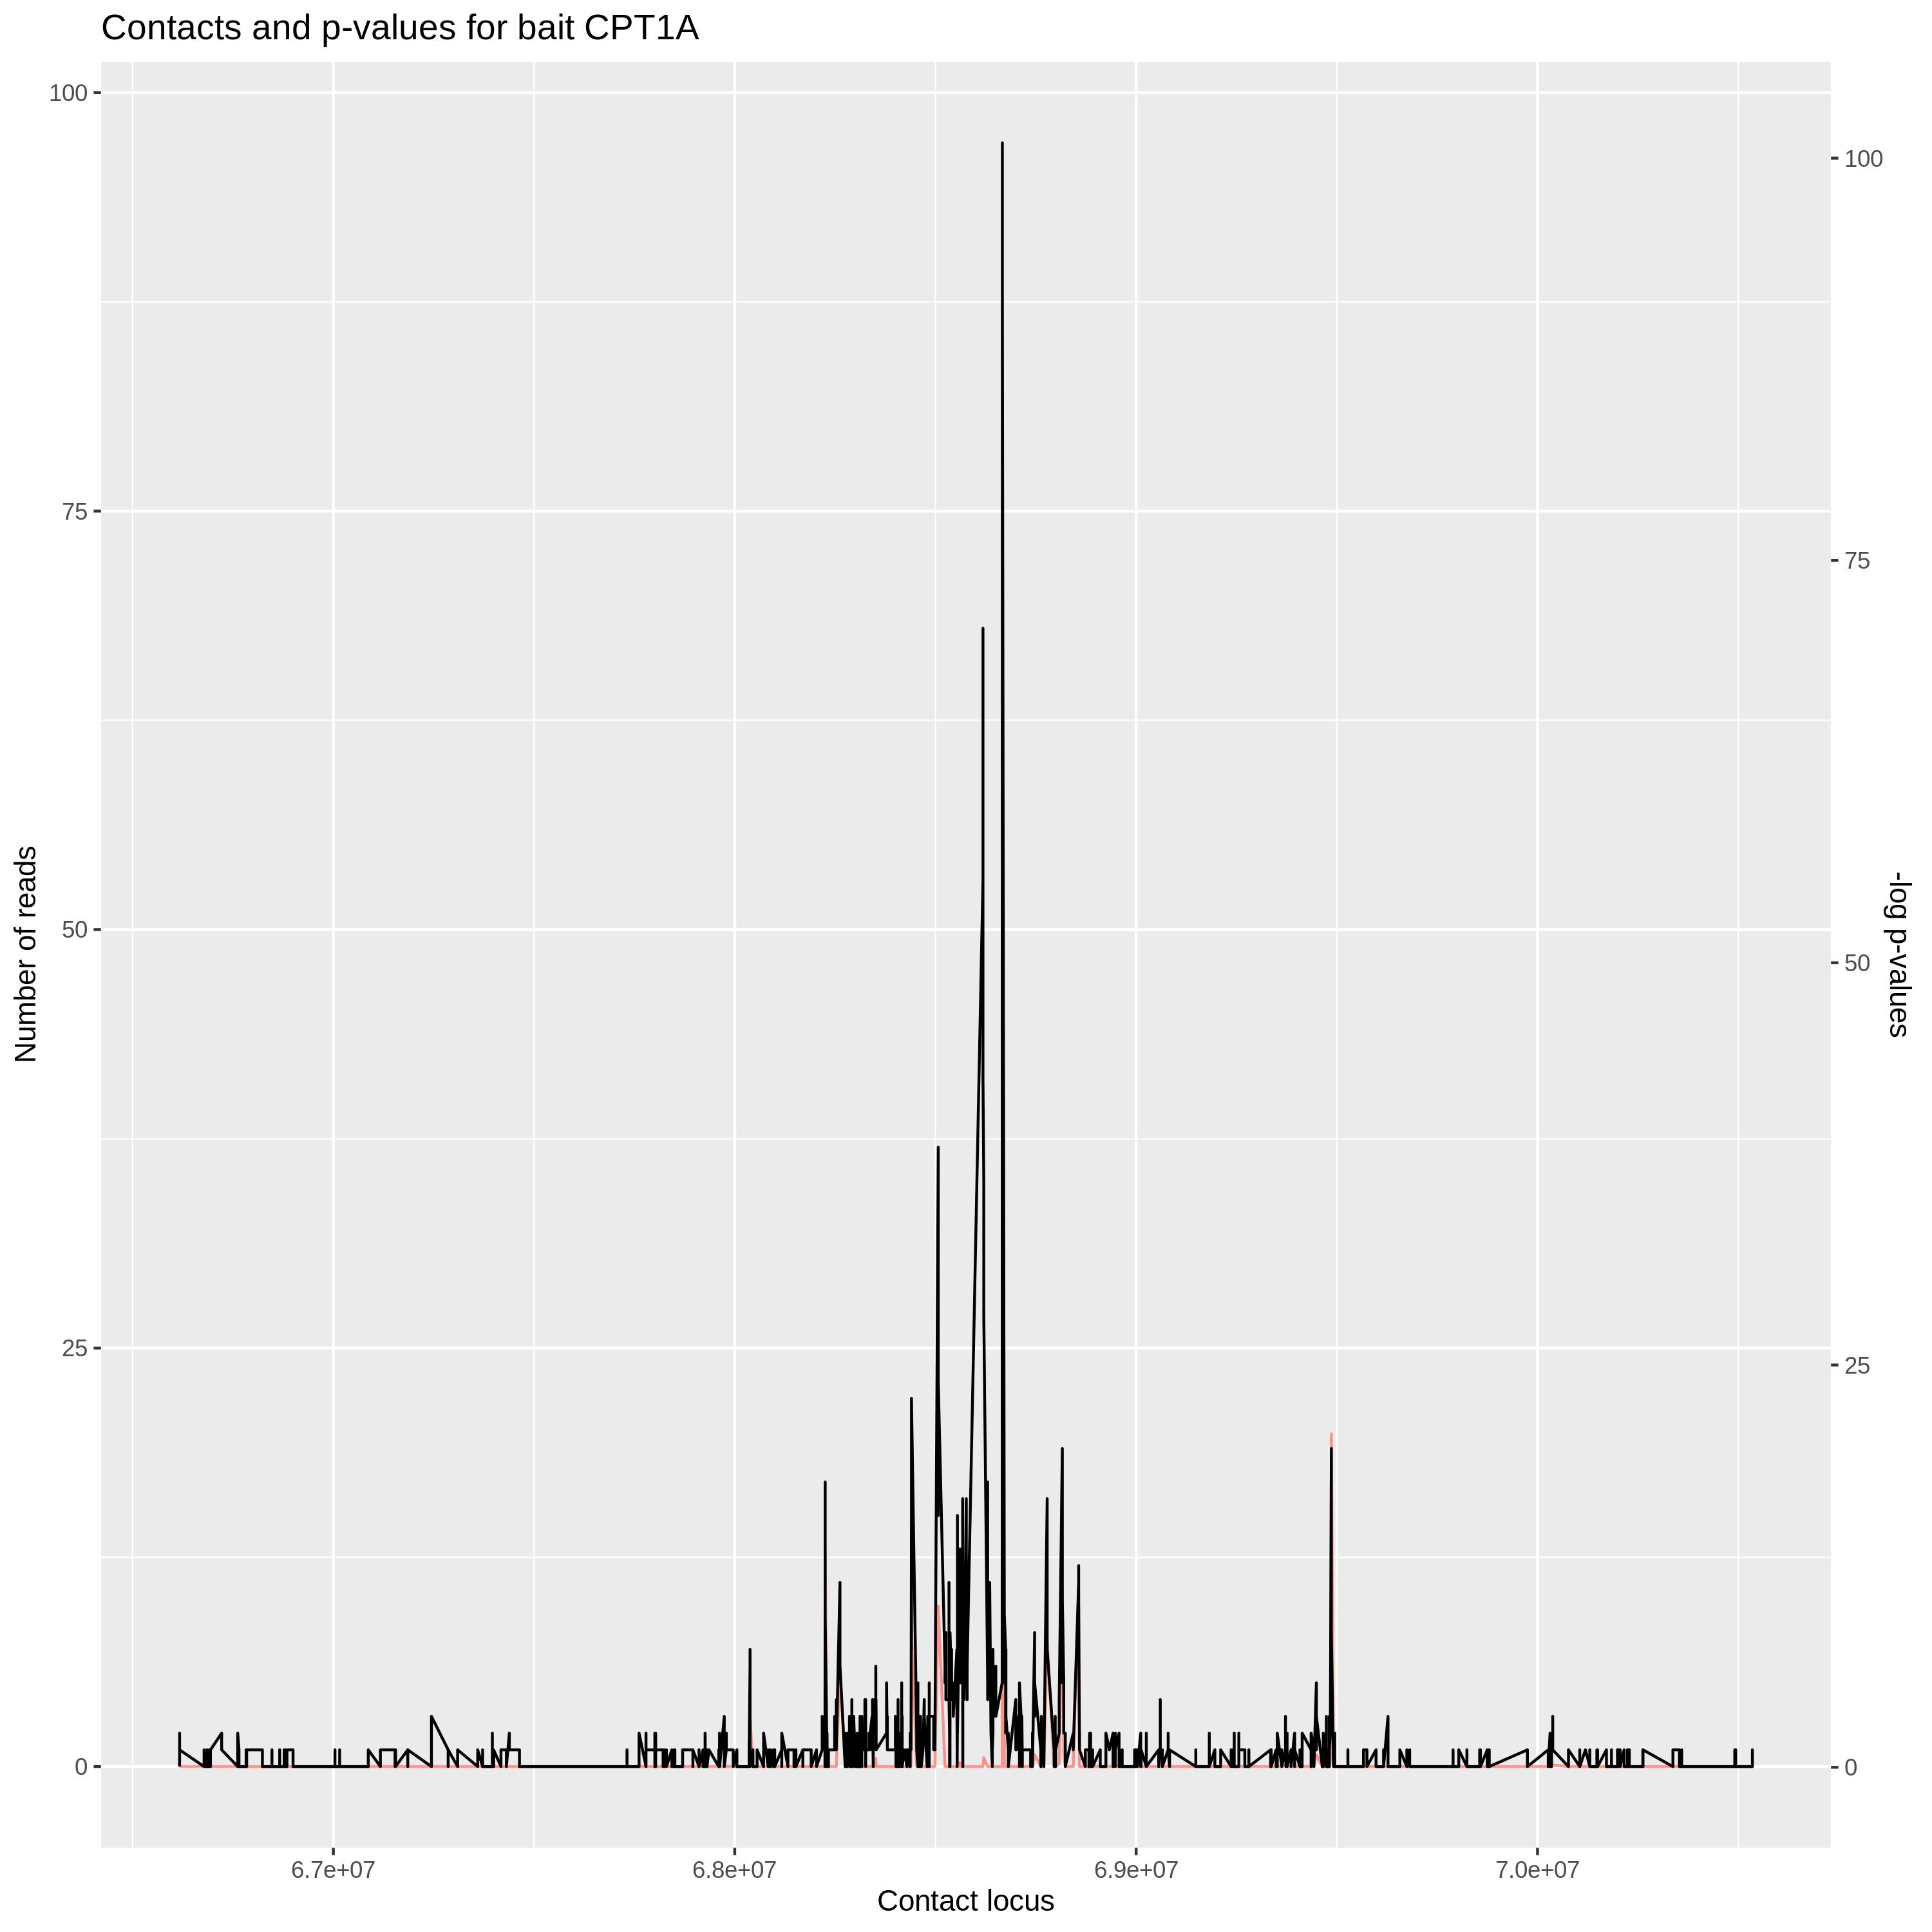 Contacts and p-values for bait CPT1A
100
75
50
25
0
Number of reads
100
75
50
25
0
-log p-values
6.7e+07 6.8e+07 6.9e+07 7.0e+07
Contact locus